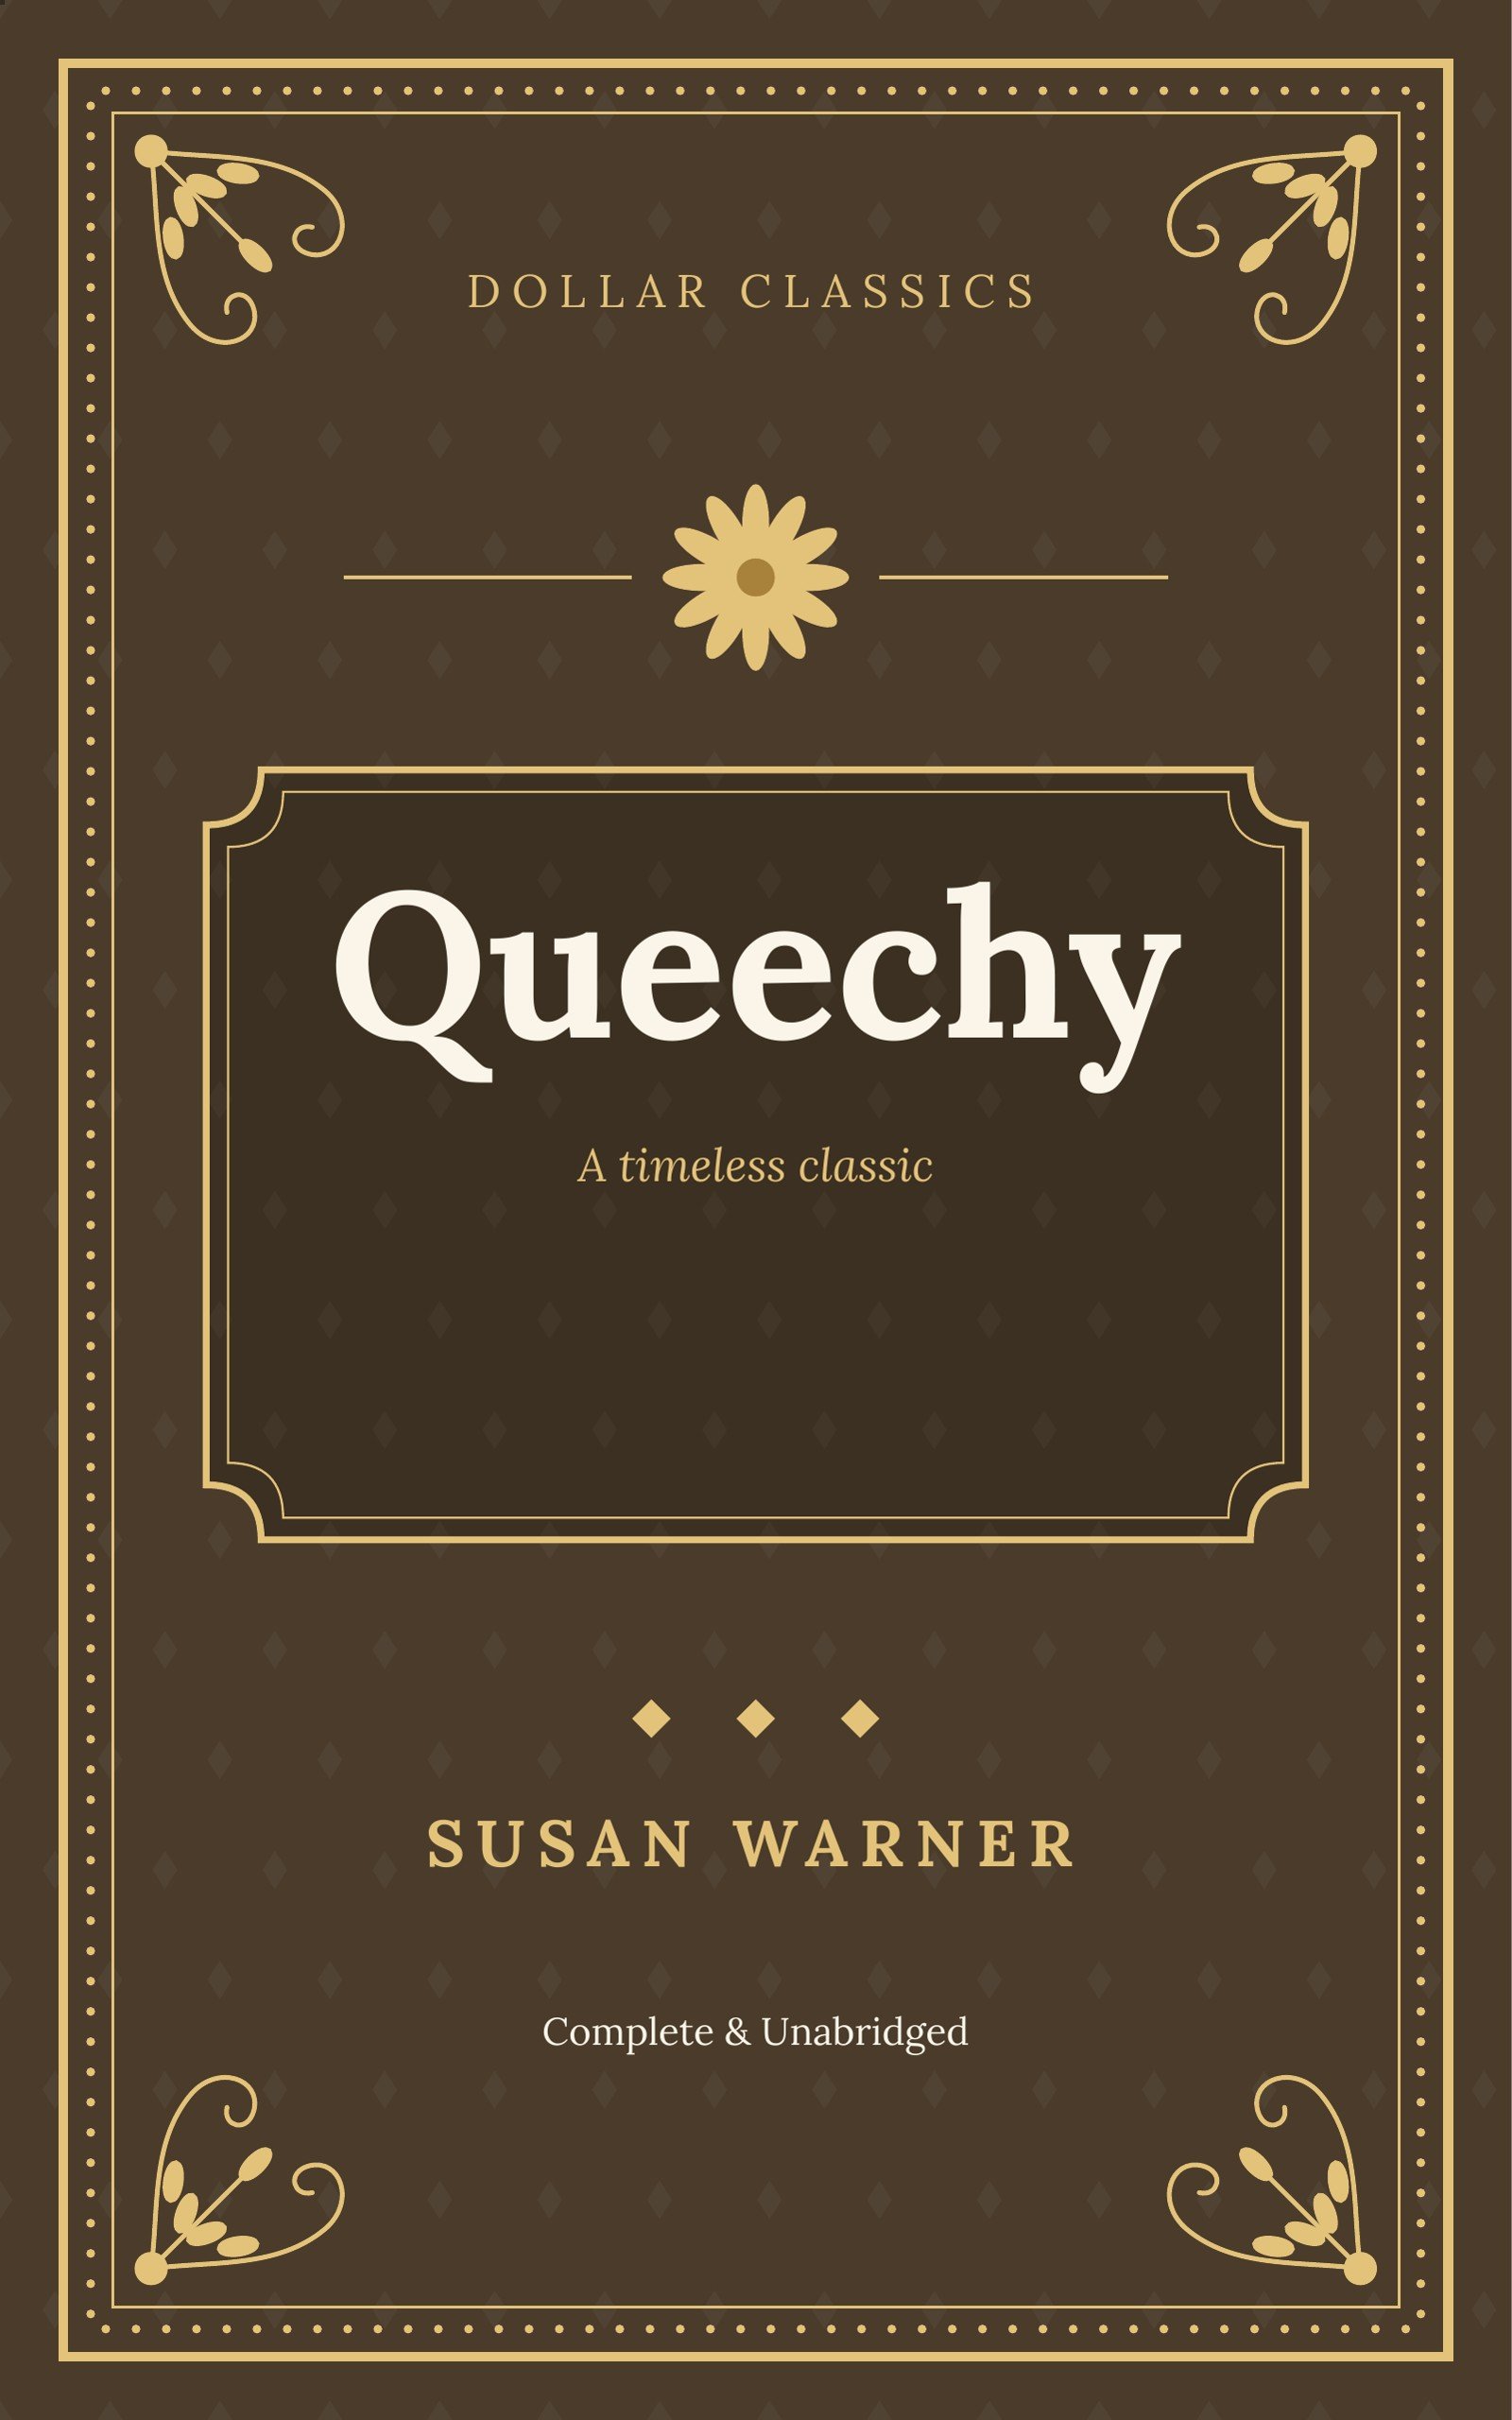 DOLLAR CLASSICS
Queechy
A timeless classic
SUSAN WARNER
Complete & Unabridged